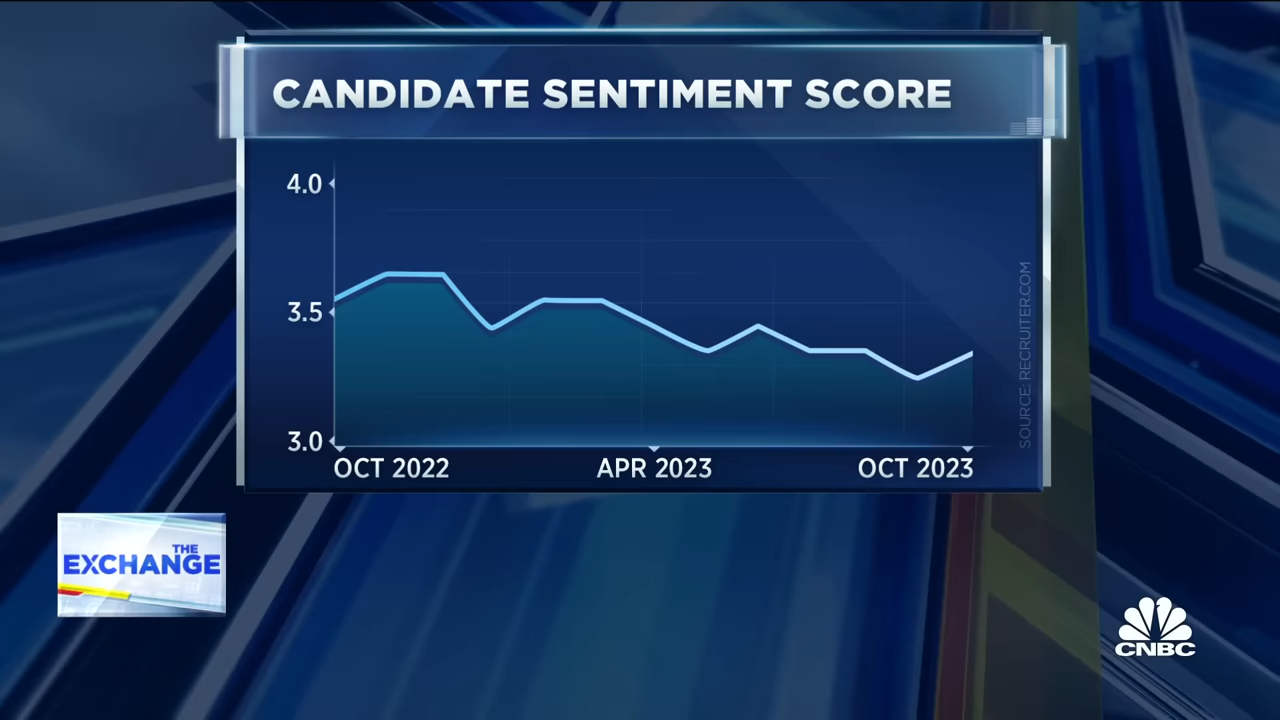 CANDIDATE SENTIMENT SCORE
4.0
3.5
3.0
OCT 2022
APR 2023
OCT 2023
SOURCE: RECRUITER.COM
THE
EXCHANGE
CNBC